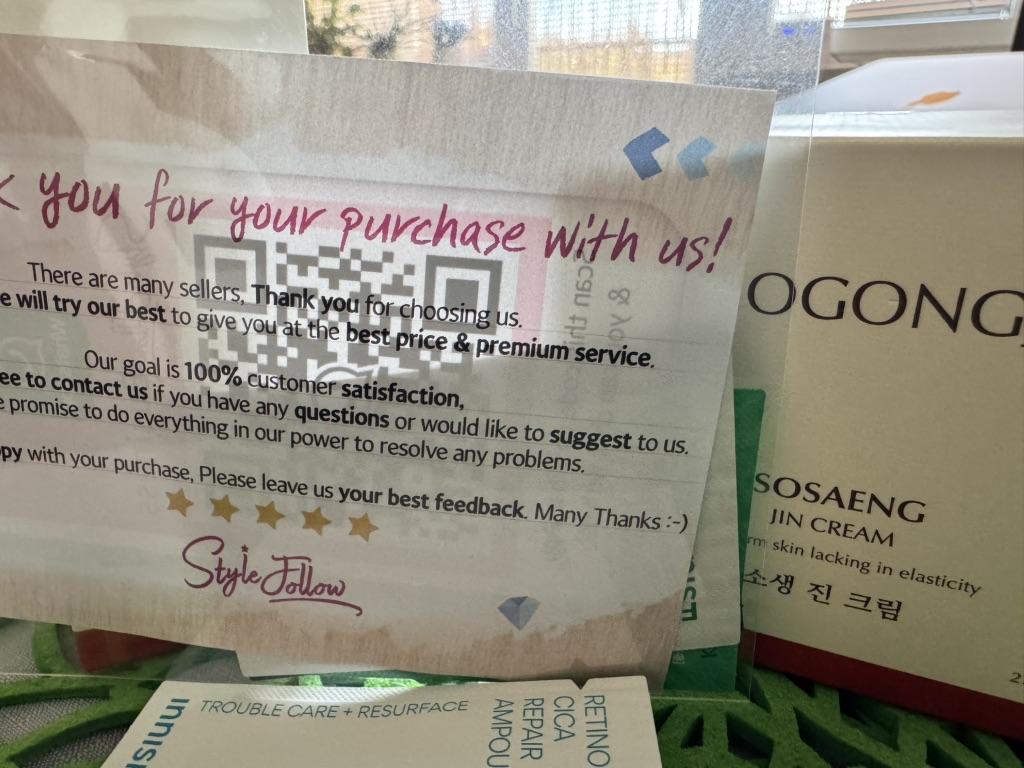 you for your purchase with us!
There are many sellers, Thank you for choosing us.
will try our best to give you at the best price & premium service.
Our goal is 100% customer satisfaction,
to contact us if you have any questions or would like to suggest to us.
promise to do everything in our power to resolve any problems.
with your purchase, Please leave us your best feedback. Many Thanks :-)
Style Follow
OGONG
SOSAENG
JIN CREAM
skin lacking in elasticity
소생 진 크림
TROUBLE CARE + RESURFACE
RETINO
CICA
REPAIR
AMPOU
INNIS